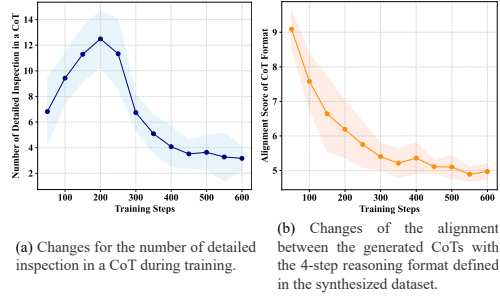 Number of Detailed Inspection in a CoT
14
12
10
8
6
4
2
100 200 300 400 500 600
Training Steps
(a) Changes for the number of detailed
inspection in a CoT during training.
Alignment Score of CoT Format
9
8
7
6
5
100 200 300 400 500 600
Training Steps
(b) Changes of the alignment
between the generated CoTs with
the 4-step reasoning format defined
in the synthesized dataset.